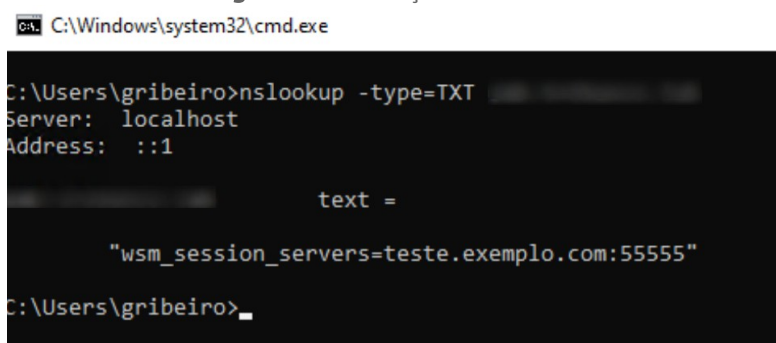 C:\Windows\system32\cmd.exe
C:\Users\gribeiro>nslookup -type=TXT
Server: localhost
Address: ::1
text =
"wsm_session_servers=teste.exemplo.com:55555"
C:\Users\gribeiro>